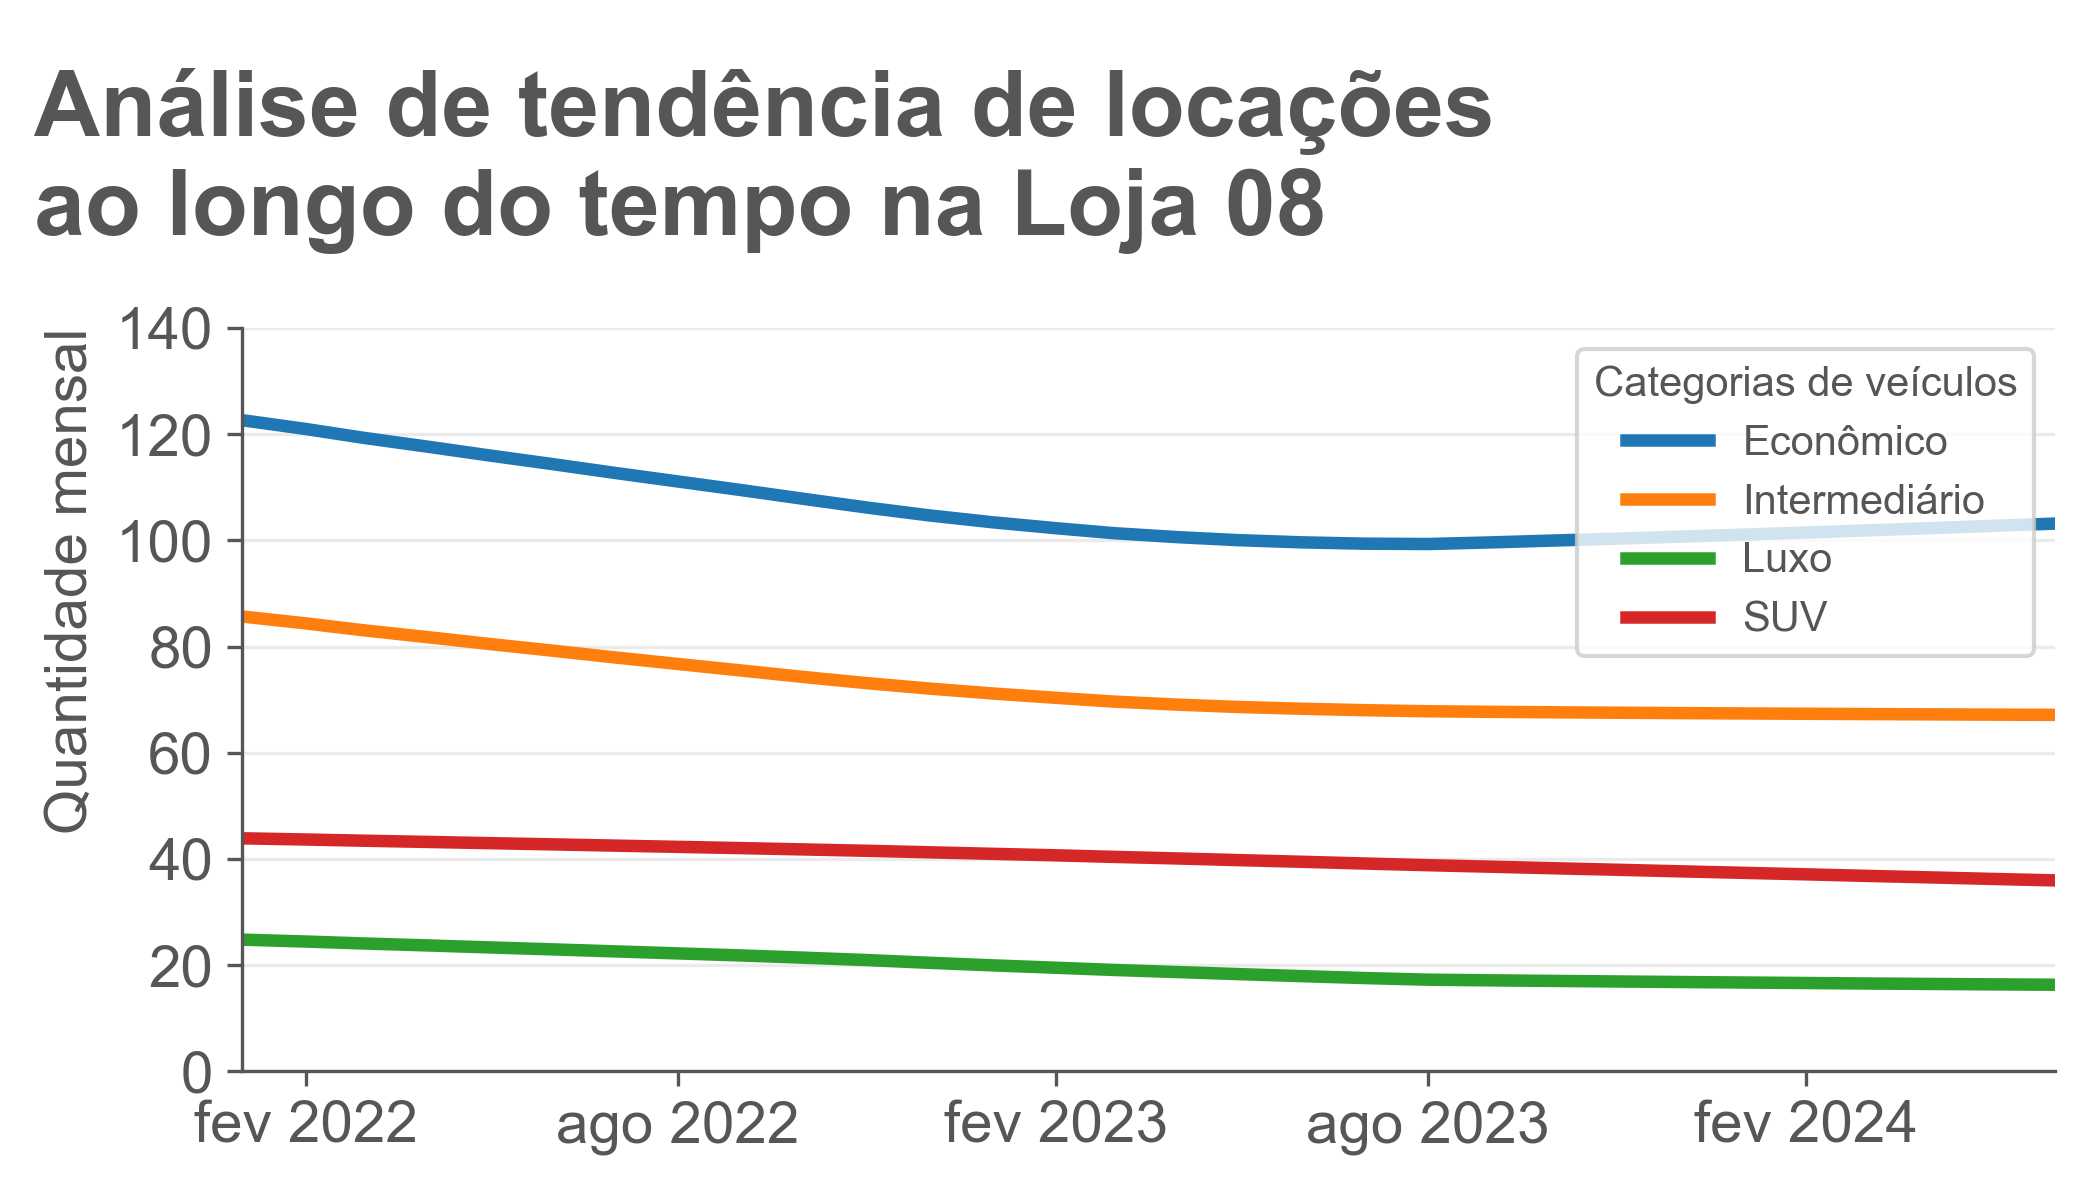 Análise de tendência de locações
ao longo do tempo na Loja 08
Quantidade mensal
140
120
100
80
60
40
20
0
Categorias de veículos
Econômico
Intermediário
Luxo
SUV
fev 2022
ago 2022
fev 2023
ago 2023
fev 2024